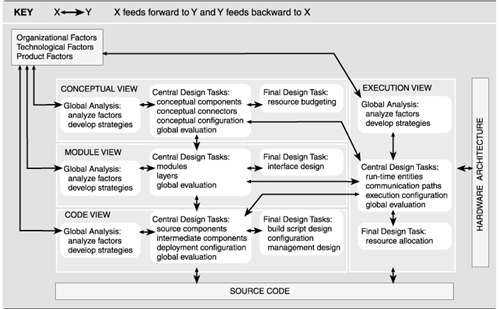 KEY X Y X feeds forward to Y and Y feeds backward to X
Organizational Factors
Technological Factors
Product Factors
CONCEPTUAL VIEW
Global Analysis:
analyze factors
develop strategies
Central Design Tasks:
conceptual components
conceptual connectors
conceptual configuration
global evaluation
Final Design Task:
resource budgeting
MODULE VIEW
Global Analysis:
analyze factors
develop strategies
Central Design Tasks:
modules
layers
global evaluation
Final Design Task:
interface design
CODE VIEW
Global Analysis:
analyze factors
develop strategies
Central Design Tasks:
source components
intermediate components
deployment configuration
global evaluation
Final Design Tasks:
build script design
configuration
management design
EXECUTION VIEW
Global Analysis:
analyze factors
develop strategies
Central Design Tasks:
run-time entities
communication paths
execution configuration
global evaluation
Final Design Task:
resource allocation
HARDWARE ARCHITECTURE
SOURCE CODE